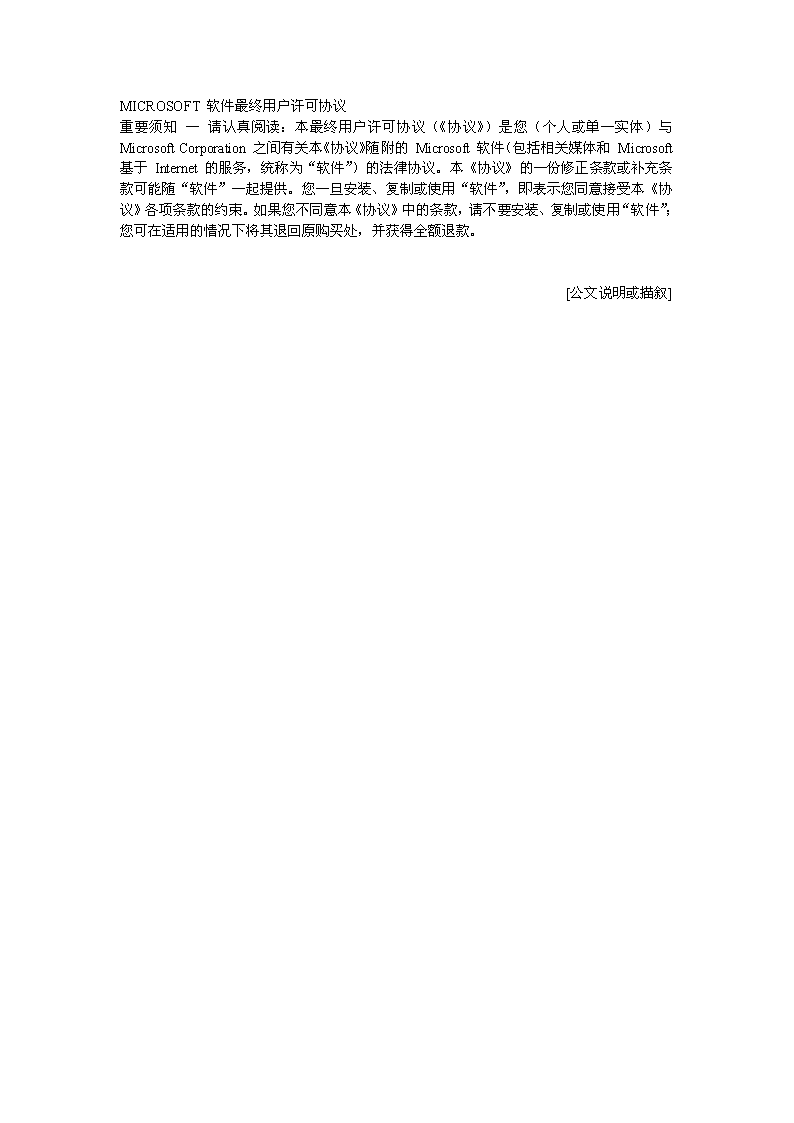 MICROSOFT 软件最终用户许可协议
重要须知 一 请认真阅读：本最终用户许可协议（《协议》）是您（个人或单一实体）与
Microsoft Corporation 之间有关本《协议》随附的 Microsoft 软件（包括相关媒体和 Microsoft
基于 Internet 的服务，统称为“软件”）的法律协议。本《协议》的一份修正条款或补充条
款可能随“软件”一起提供。您一旦安装、复制或使用“软件”，即表示您同意接受本《协
议》各项条款的约束。如果您不同意本《协议》中的条款，请不要安装、复制或使用“软件”；
您可在适用的情况下将其退回原购买处，并获得全额退款。
[公文说明或描叙]